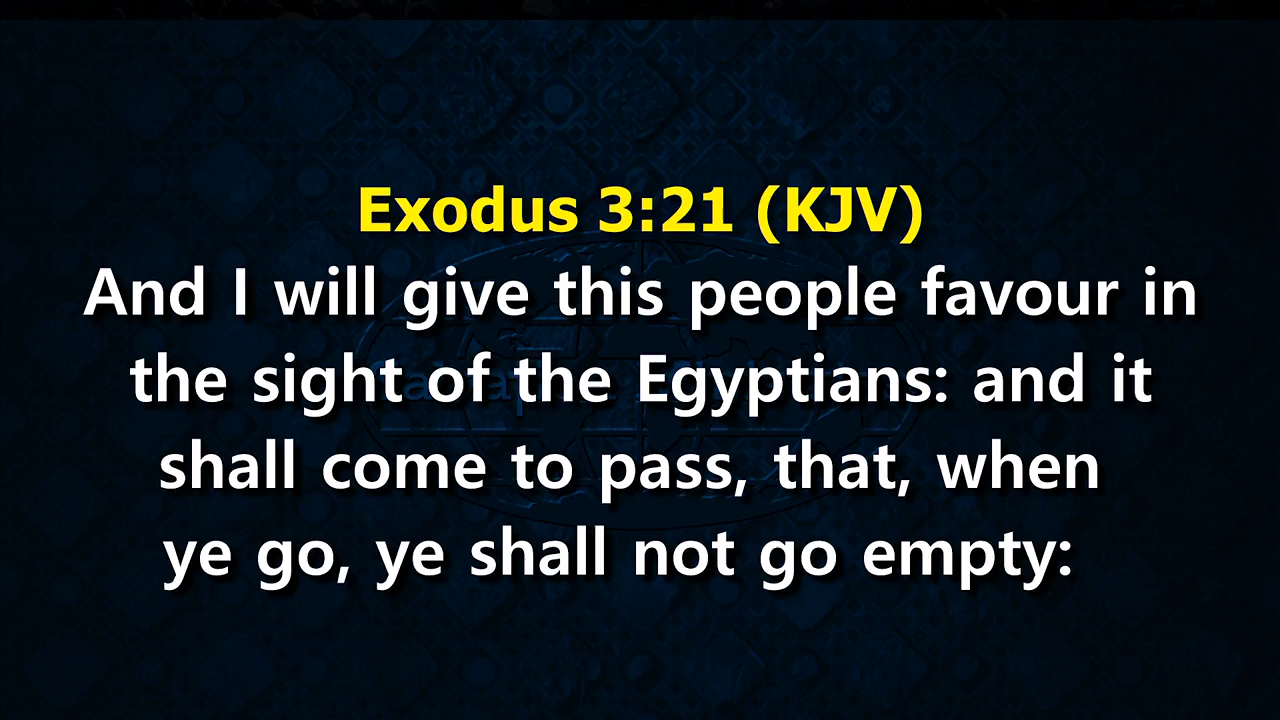 Exodus 3:21 (KJV)
And I will give this people favour in
the sight of the Egyptians: and it
shall come to pass, that, when
ye go, ye shall not go empty: